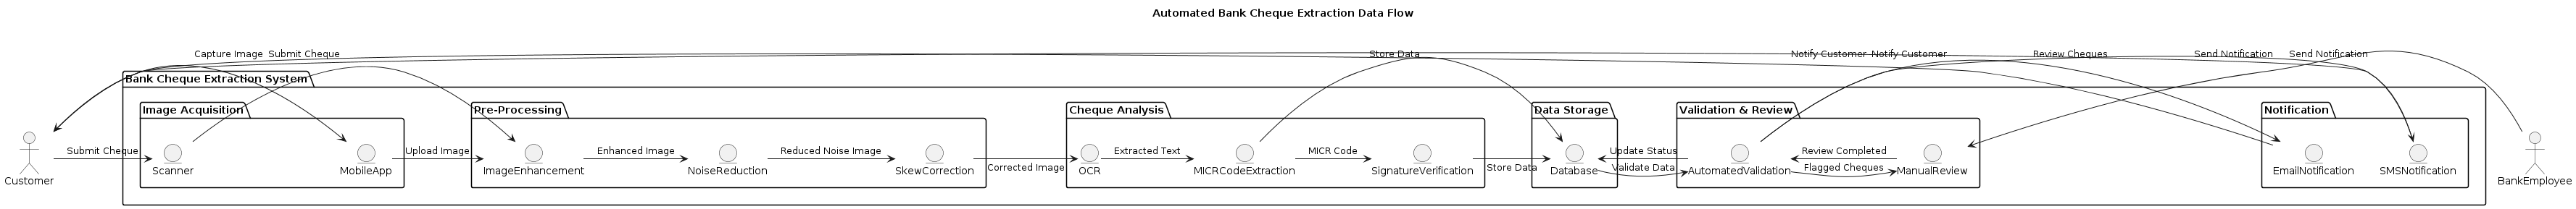 Automated Bank Cheque Extraction Data Flow
Capture Image
Submit Cheque
Store Data
Notify Customer
Notify Customer
Review Cheques
Send Notification
Send Notification
Bank Cheque Extraction System
Image Acquisition
Pre-Processing
Cheque Analysis
Data Storage
Validation & Review
Notification
Submit Cheque
Upload Image
Enhanced Image
Reduced Noise Image
Corrected Image
Extracted Text
MICR Code
Store Data
Update Status
Validate Data
Review Completed
Flagged Cheques
Customer
Scanner
MobileApp
ImageEnhancement
NoiseReduction
SkewCorrection
OCR
MICRCodeExtraction
SignatureVerification
Database
AutomatedValidation
ManualReview
EmailNotification
SMSNotification
BankEmployee